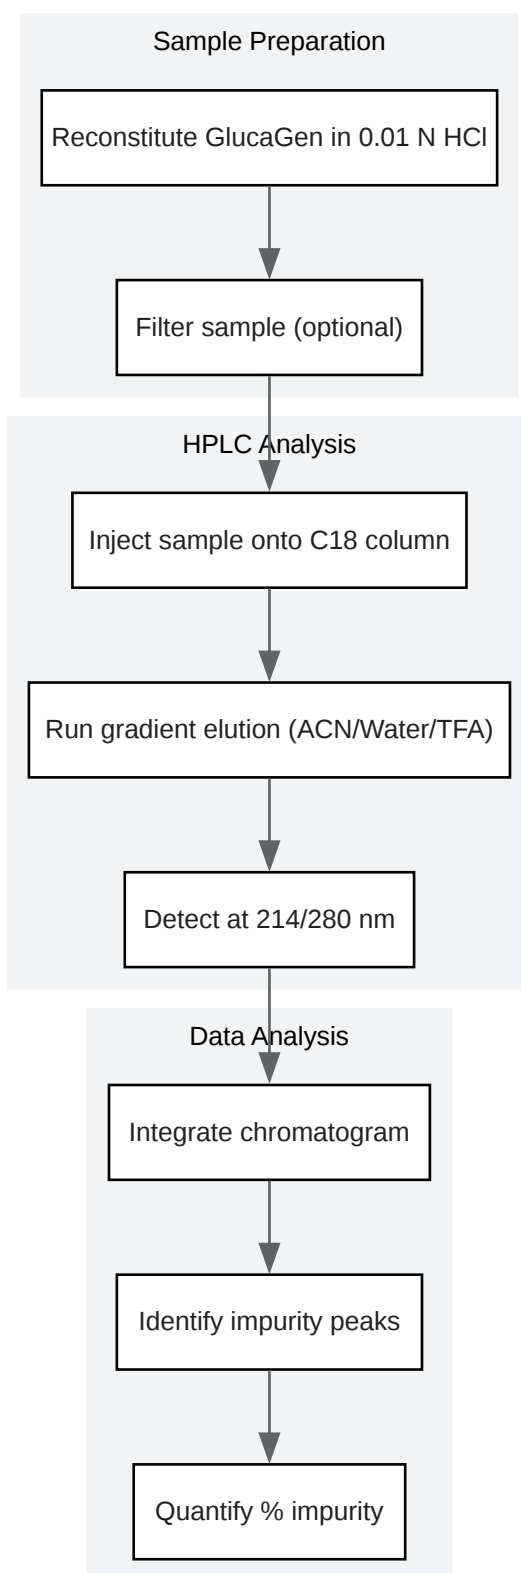 Sample Preparation
Reconstitute GlucaGen in 0.01 N HCl
Filter sample (optional)
HPLC Analysis
Inject sample onto C18 column
Run gradient elution (ACN/Water/TFA)
Detect at 214/280 nm
Data Analysis
Integrate chromatogram
Identify impurity peaks
Quantify % impurity